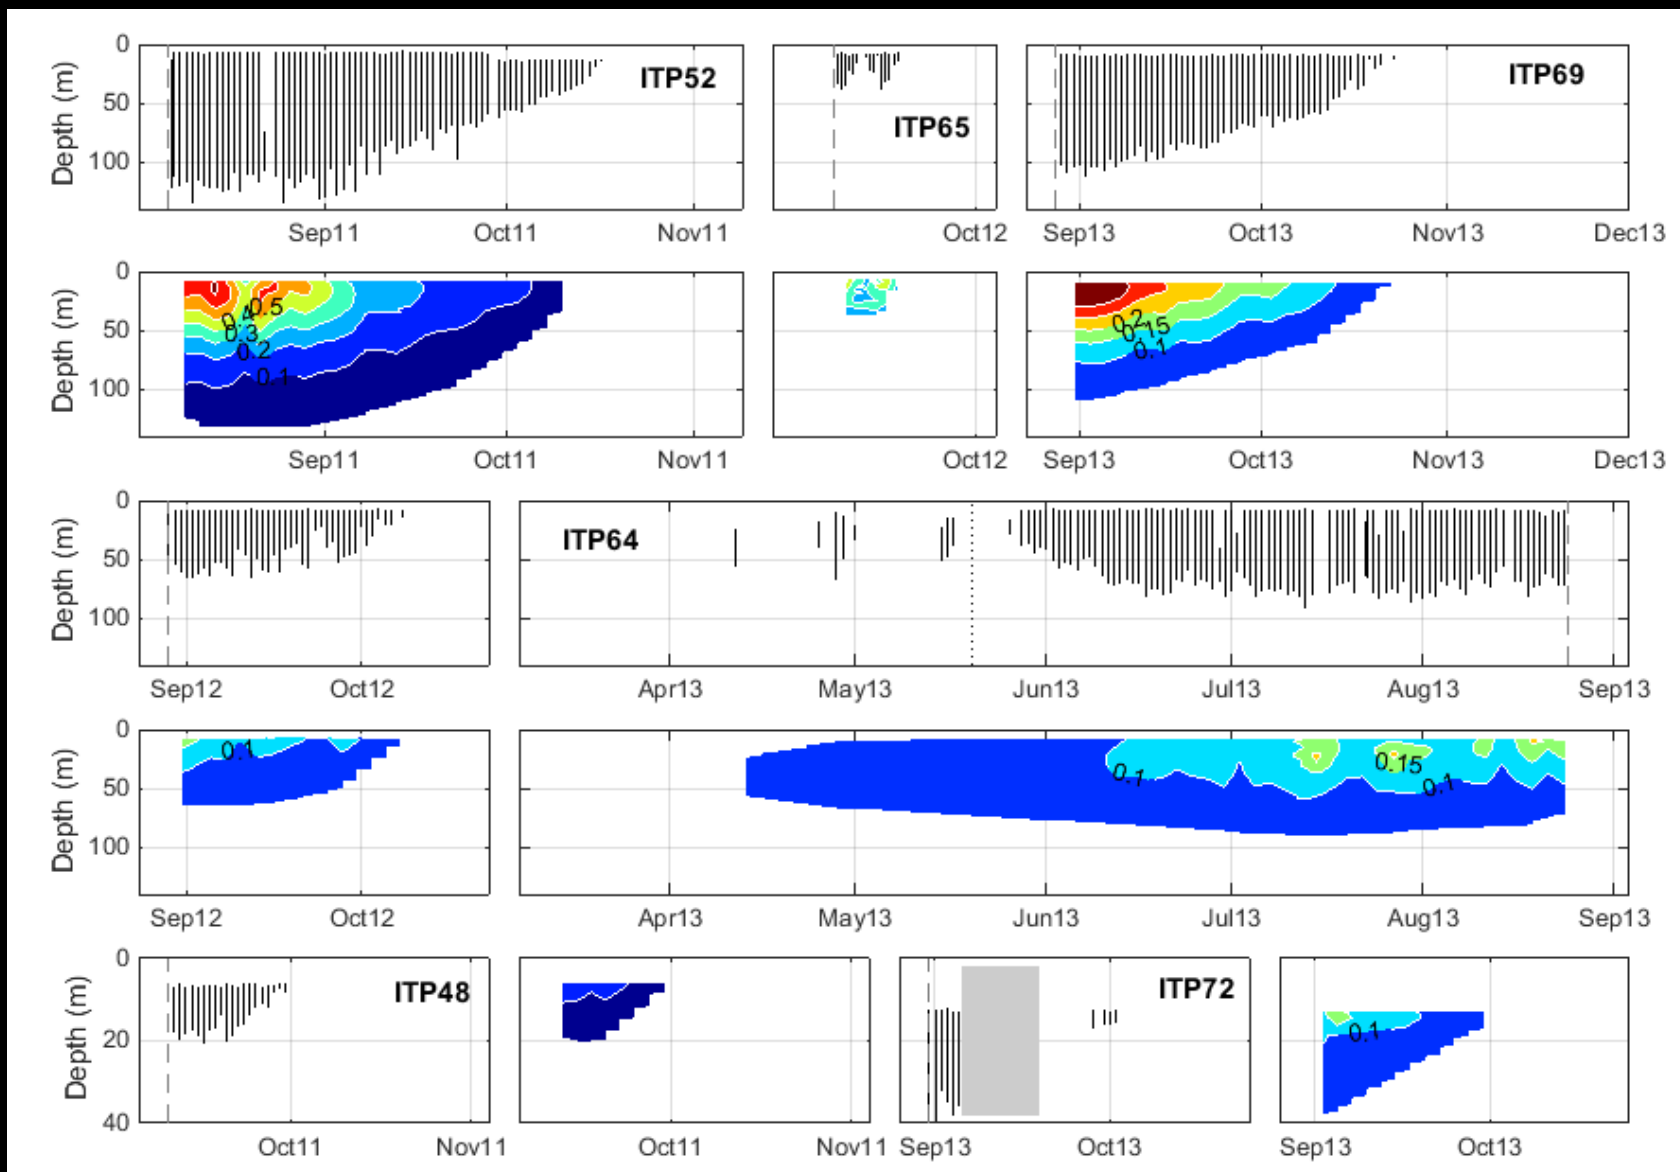 0
50
100
Depth (m)
ITP52
ITP65
ITP69
Sep11 Oct11 Nov11 Oct12 Sep13 Oct13 Nov13 Dec13
0
50
100
Depth (m)
0.5
0.4
0.3
0.2
0.1
0.2
0.15
0.1
Sep11 Oct11 Nov11 Oct12 Sep13 Oct13 Nov13 Dec13
0
50
100
Depth (m)
ITP64
Sep12 Oct12 Apr13 May13 Jun13 Jul13 Aug13 Sep13
0
50
100
Depth (m)
0.1
0.1
0.15
0.1
Sep12 Oct12 Apr13 May13 Jun13 Jul13 Aug13 Sep13
0
20
40
Depth (m)
ITP48
ITP72
0.1
Oct11 Nov11 Oct11 Nov11 Sep13 Oct13 Sep13 Oct13